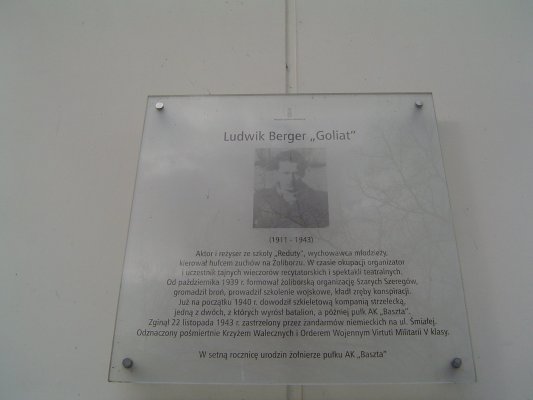 Ludwik Berger „Goliat"
(1911 - 1943)
Aktor i reżyser ze szkoły „Reduty", wychowawca młodzieży,
kierował hufcem zuchów na Żoliborzu. W czasie okupacji organizator
i uczestnik tajnych wieczorów recytatorskich i spektakli teatralnych.
Od października 1939 r. formował żoliborską organizację Szarych Szeregów,
gromadził broń, prowadził szkolenie wojskowe, kładł zręby konspiracji.
Już na początku 1940 r. dowodził szkieletową kompanią strzelecką,
jedną z dwóch, z których wyrósł batalion, a później pułk AK „Baszta".
Zginął 22 listopada 1943 r. zastrzelony przez żandarmów niemieckich na ul. Śmiałej.
Odznaczony pośmiertnie Krzyżem Walecznych i Orderem Wojennym Virtuti Militarii V klasy.
W setną rocznicę urodzin żołnierze pułku AK „Baszta"